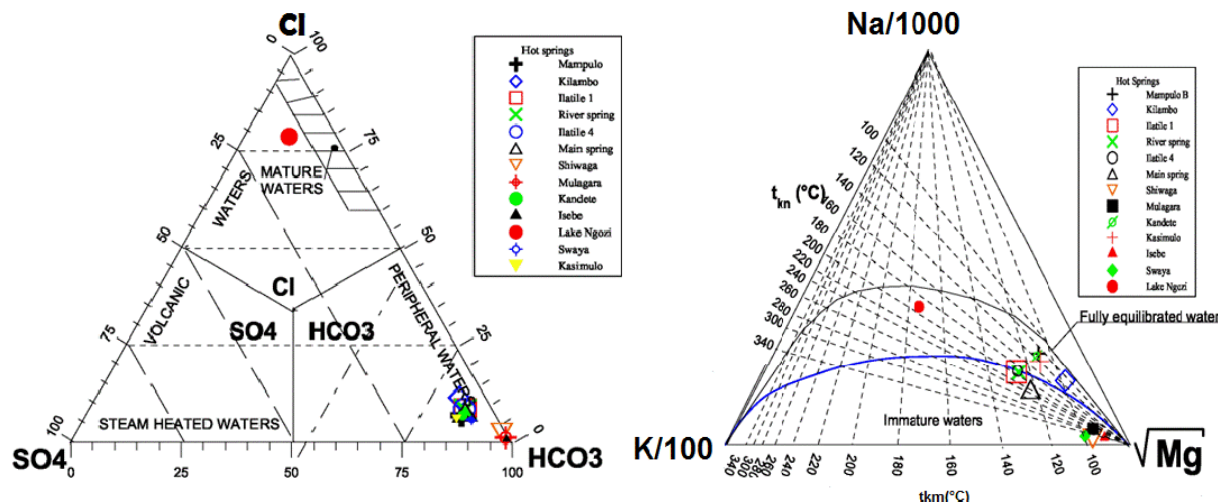 Cl
0
100
25
75
MATURE
WATERS
WATERS
50
50
VOLCANIC
Cl
SO4
HCO3
PERIPHERAL WATERS
75
25
STEAM HEATED WATERS
100
0
SO4
0
25
50
75
100
HCO3
Hot springs
Mampulo
Kilambo
Ilatile 1
River spring
Ilatile 4
Main spring
Shiwaga
Mulagara
Kandete
Isebe
Lake Ngozi
Swaya
Kasimulo
Na/1000
100
120
140
160
180
200
220
240
260
280
300
340
tkn (°C)
Fully equilibrated water
Immature waters
K/100
√Mg
340
300
280
260
240
220
200
180
140
120
100
tkm(°C)
Hot Springs
Mampulo B
Kilambo
Ilatile 1
River spring
Ilatile 4
Main spring
Shiwaga
Mulagara
Kandete
Kasimulo
Isebe
Swaya
Lake Ngozi